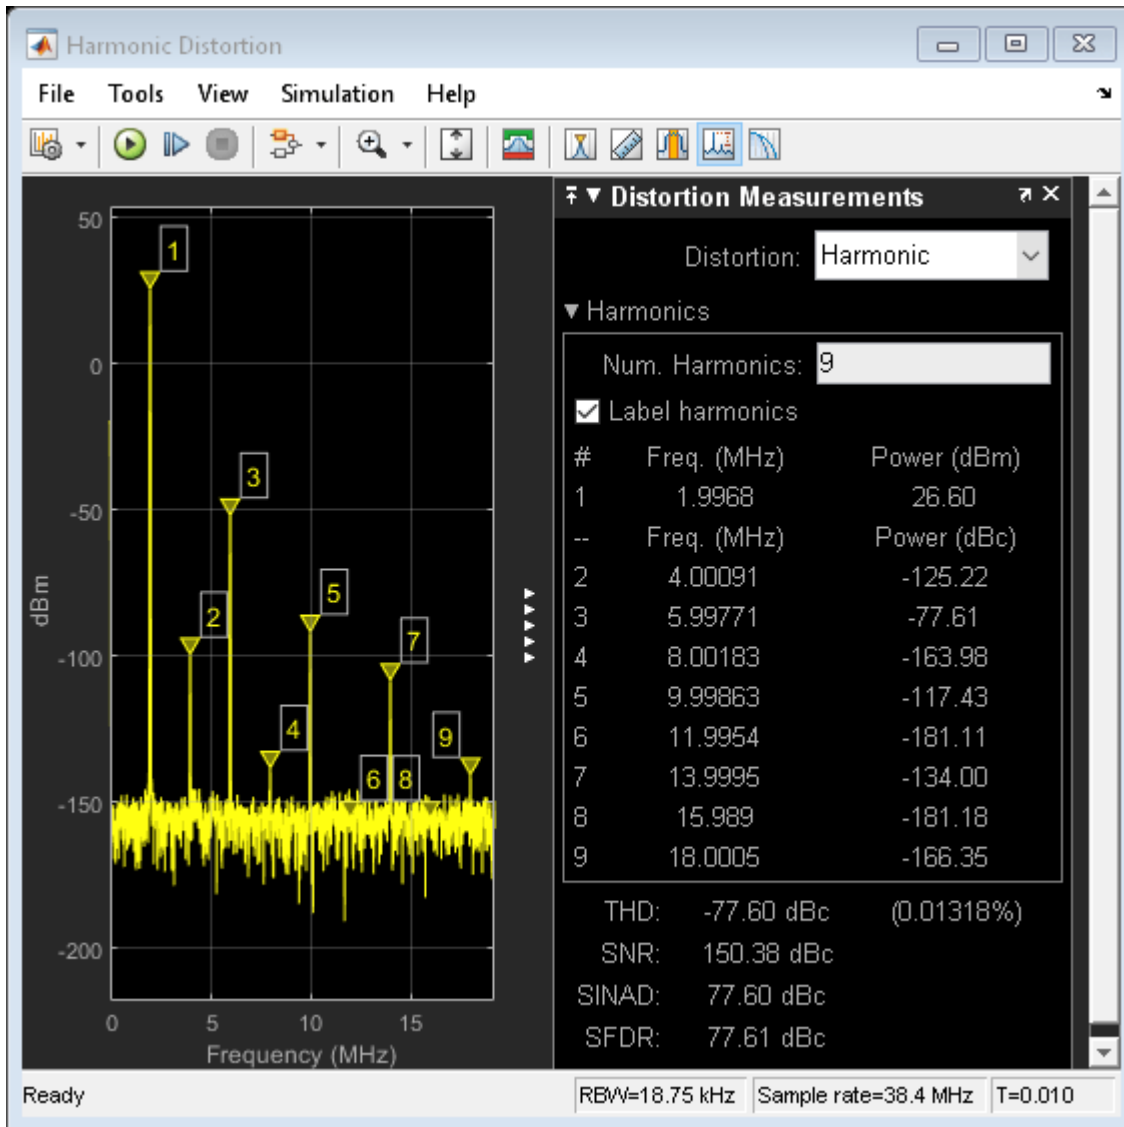 Harmonic Distortion
File Tools View Simulation Help
50
0
-50
-100
-150
-200
dBm
1
2
3
4
5
6
7
8
9
0 5 10 15
Frequency (MHz)
Distortion Measurements
Distortion: Harmonic
Harmonics
Num. Harmonics: 9
Label harmonics
# Freq. (MHz) Power (dBm)
1 1.9968 26.60
-- Freq. (MHz) Power (dBc)
2 4.00091 -125.22
3 5.99771 -77.61
4 8.00183 -163.98
5 9.99863 -117.43
6 11.9954 -181.11
7 13.9995 -134.00
8 15.989 -181.18
9 18.0005 -166.35
THD: -77.60 dBc (0.01318%)
SNR: 150.38 dBc
SINAD: 77.60 dBc
SFDR: 77.61 dBc
Ready RBW=18.75 kHz Sample rate=38.4 MHz T=0.010